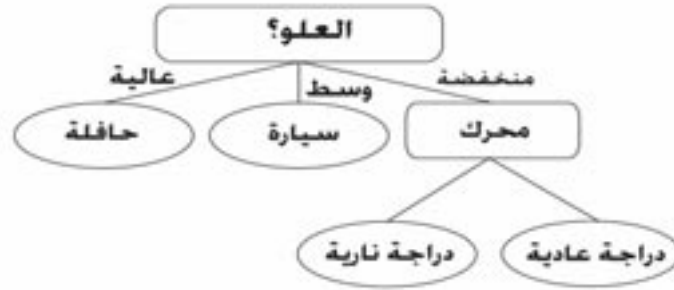 العلو؟
منخفضة
وسط
عالية
محرك
سيارة
حافلة
دراجة عادية
دراجة نارية